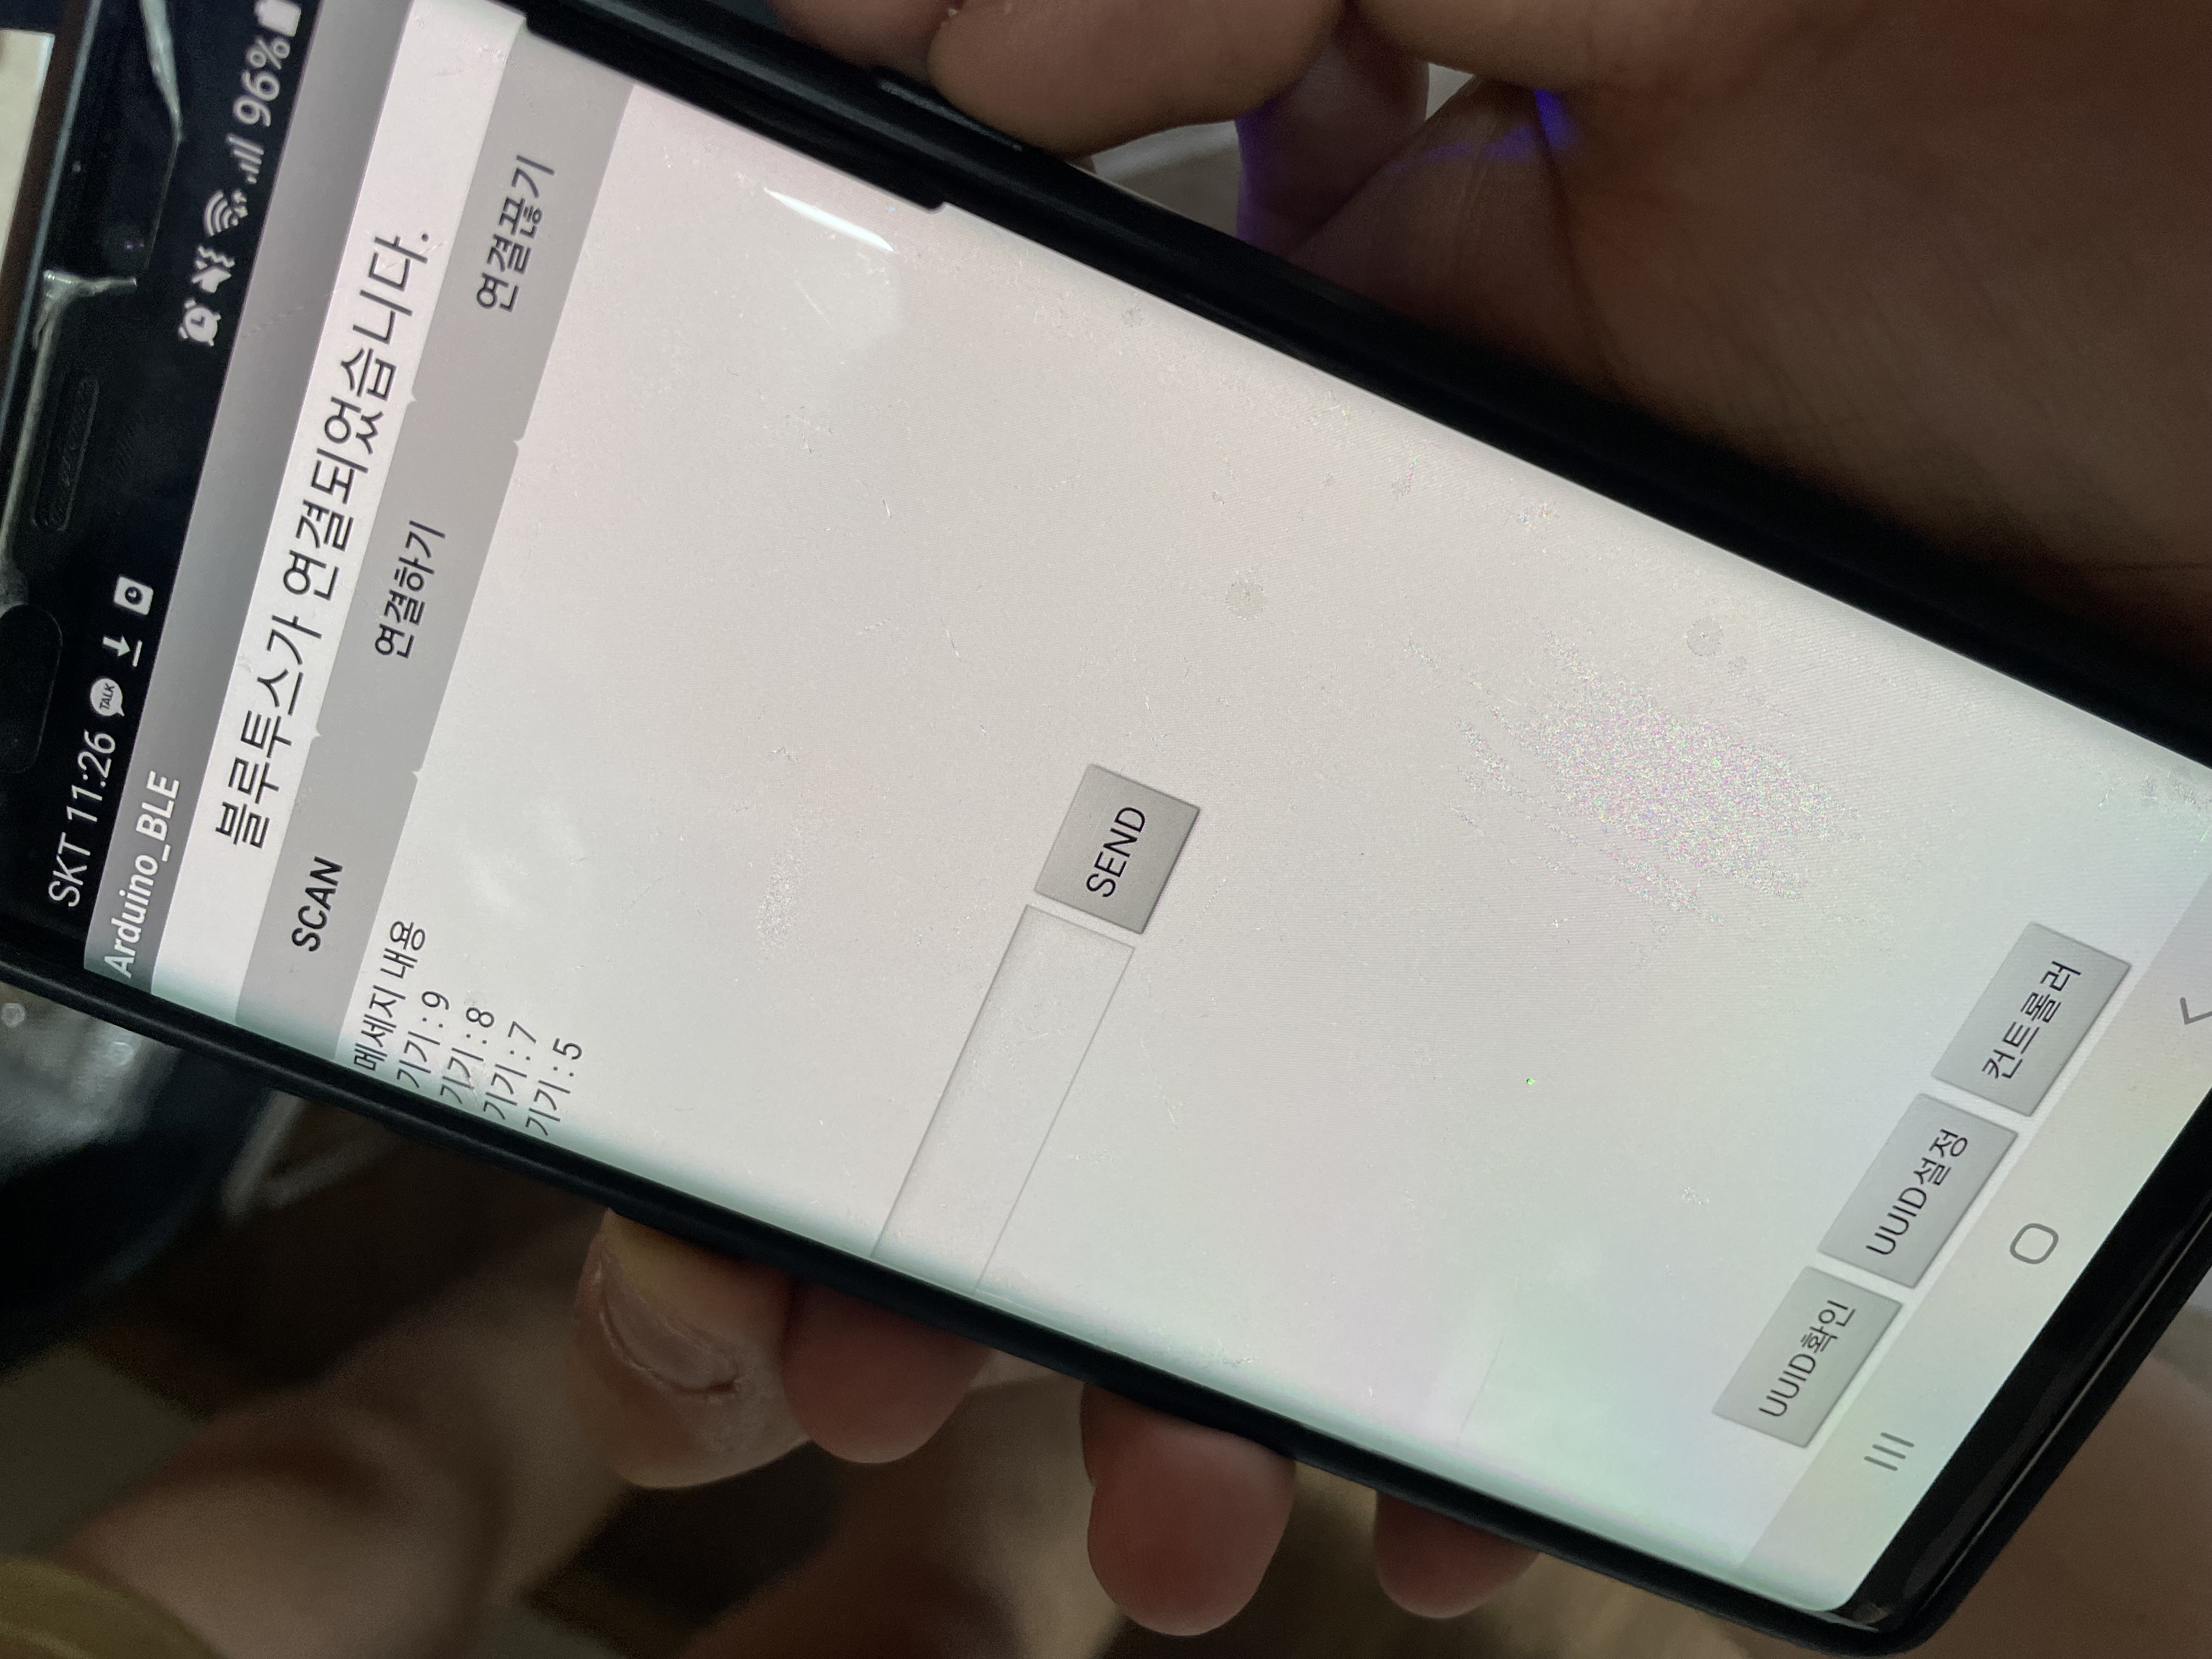 SKT 11:26 TALK 96%
Arduino_BLE
블루투스가 연결되었습니다.
SCAN 연결하기 연결끊기
메세지 내용
기기 : 9
기기 : 8
기기 : 7
기기 : 5
SEND
UUID확인 UUID설정 컨트롤러